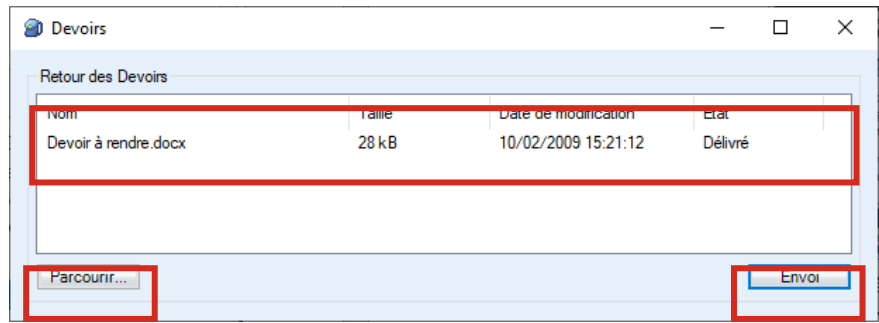 Devoirs
Retour des Devoirs
Nom Taille Date de modification Etat
Devoir à rendre.docx 28 kB 10/02/2009 15:21:12 Délivré
Parcourir... Envoi